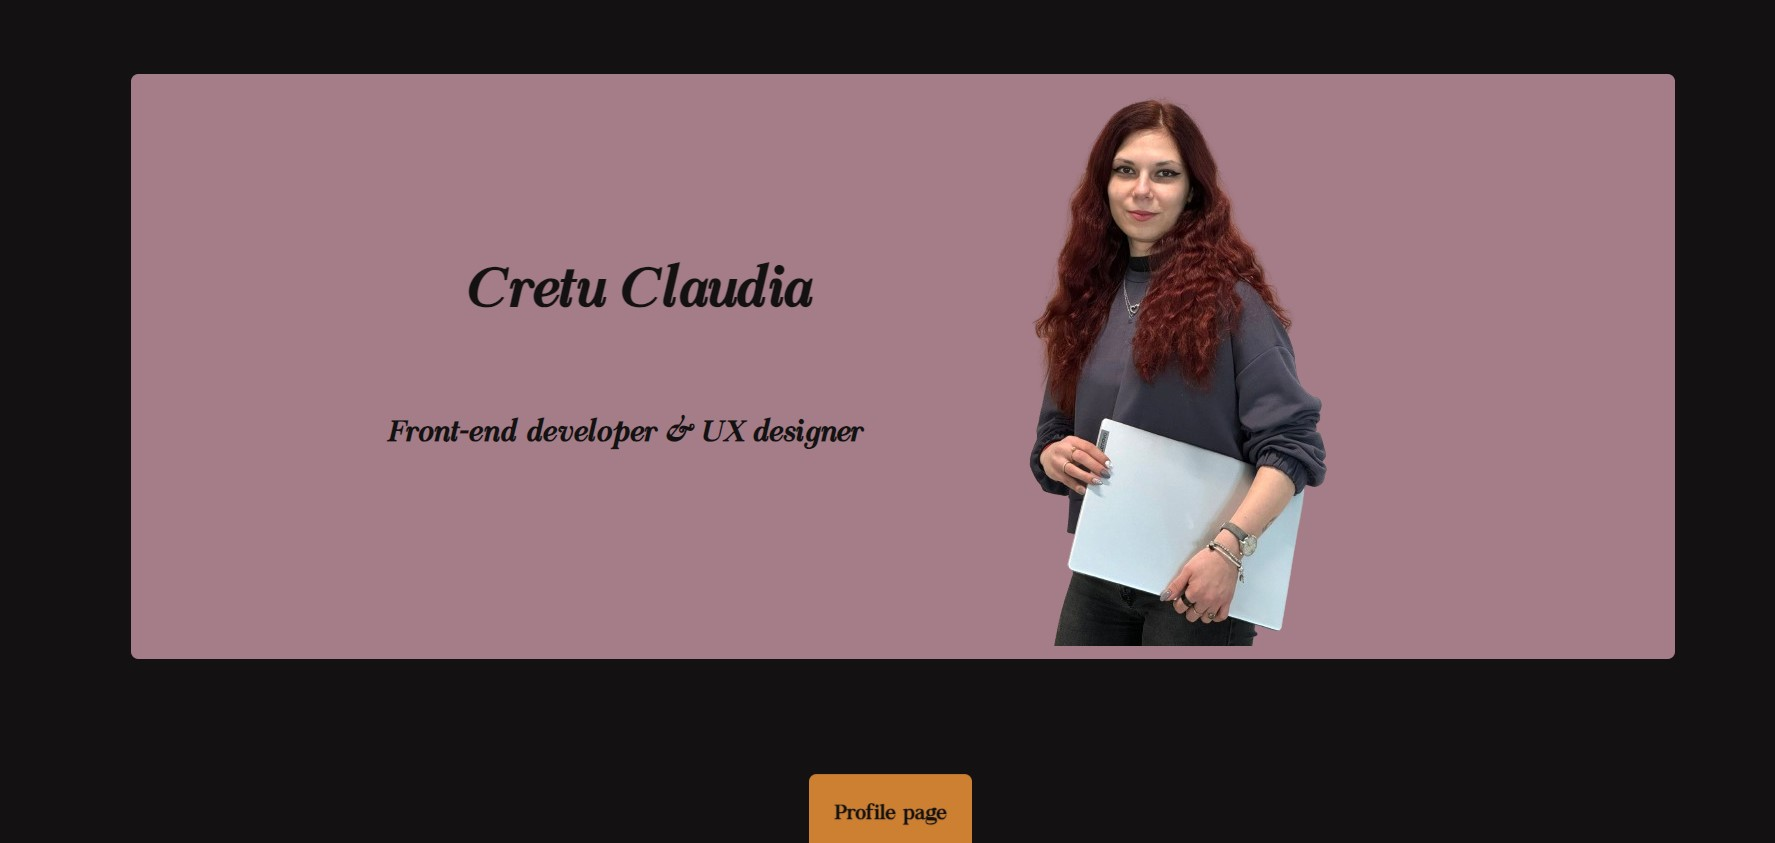 Cretu Claudia
Front-end developer & UX designer
Profile page